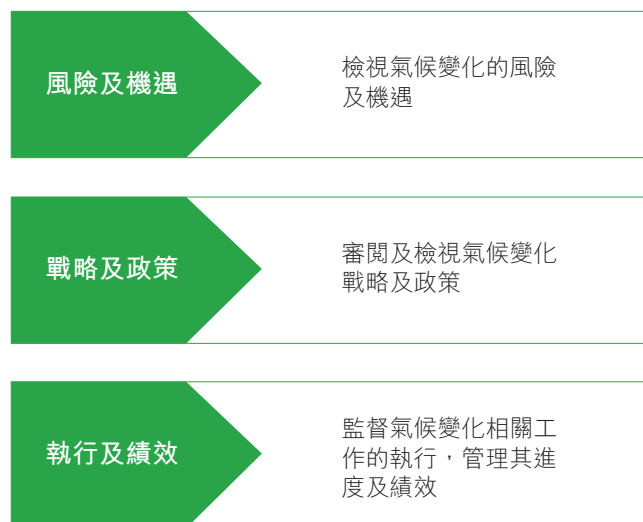 風險及機遇
檢視氣候變化的風險
及機遇
戰略及政策
審閱及檢視氣候變化
戰略及政策
執行及績效
監督氣候變化相關工
作的執行，管理其進
度及績效